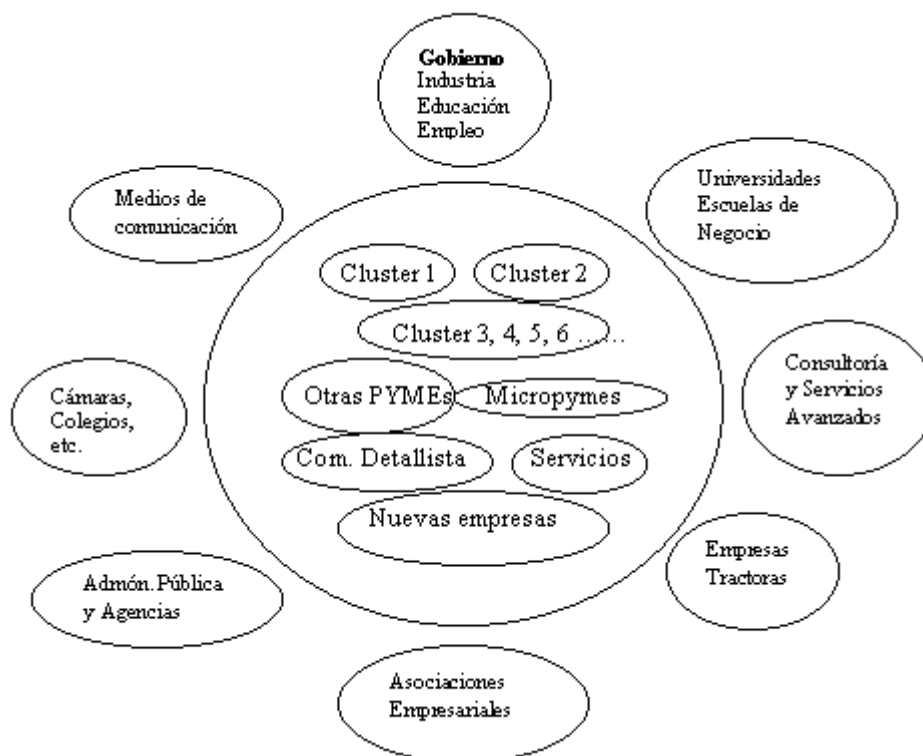 Gobierno
Industria
Educación
Empleo
Medios de
comunicación
Universidades
Escuelas de
Negocio
Cluster 1
Cluster 2
Cluster 3, 4, 5, 6 .......
Otras PYMEs
Micropymes
Com. Detallista
Servicios
Nuevas empresas
Cámaras,
Colegios,
etc.
Consultoría
y Servicios
Avanzados
Empresas
Tractoras
Admón. Pública
y Agencias
Asociaciones
Empresariales